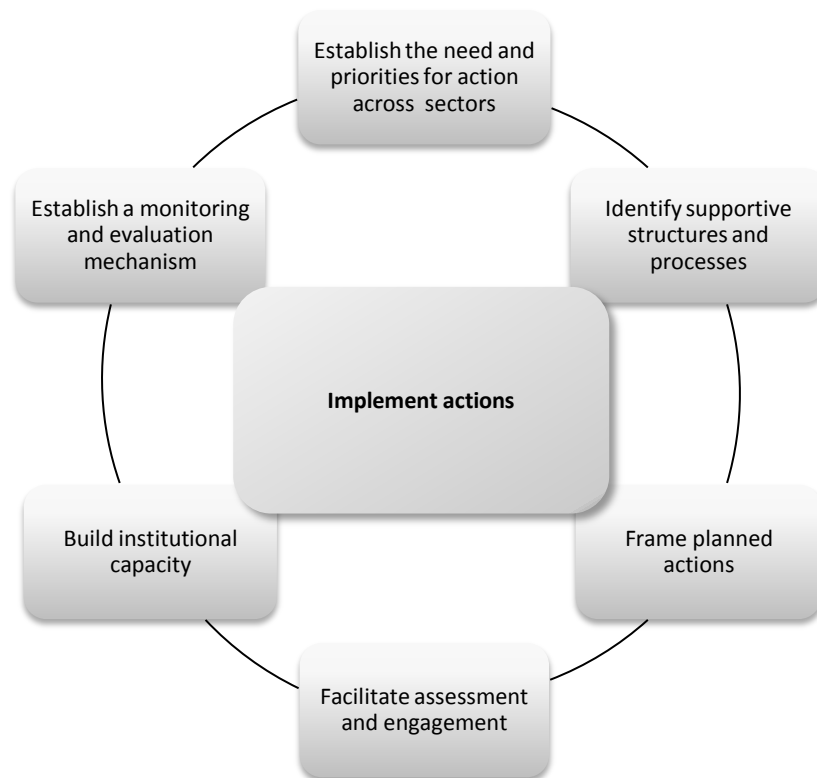 Establish the need and
priorities for action
across sectors
Identify supportive
structures and
processes
Frame planned
actions
Facilitate assessment
and engagement
Build institutional
capacity
Establish a monitoring
and evaluation
mechanism
Implement actions